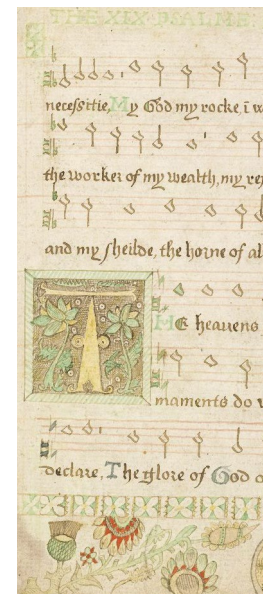 THE XIX PSALME:
necessitie, My God my rocke, ī w
the worker of my wealth, my re
and my sheilde, the horne of al
THE heavens
maments do
declare, The glore of God